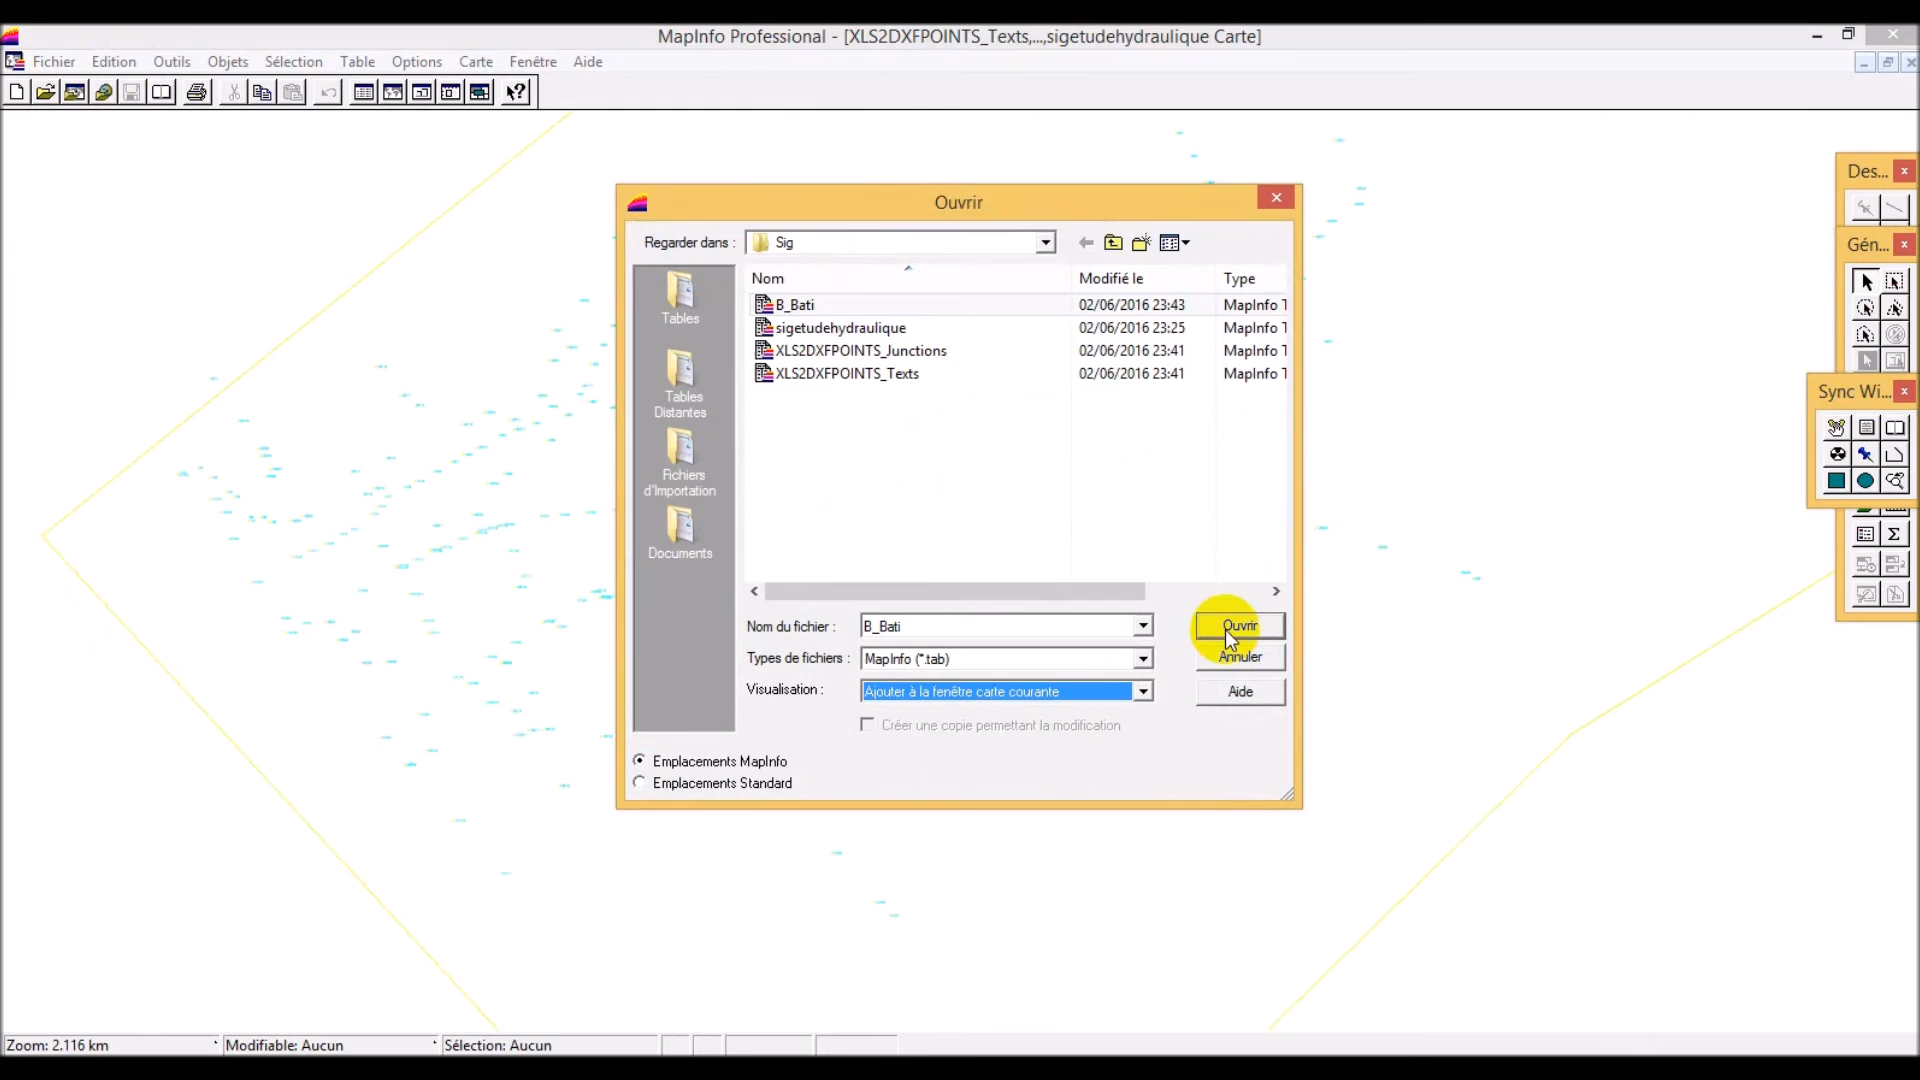 MapInfo Professional - [XLS2DXFPOINTS_Texts,...,sigetudehydraulique Carte]
Fichier Edition Outils Objets Sélection Table Options Carte Fenêtre Aide
Ouvrir
Regarder dans : Sig
Nom Modifié le Type
B_Bati 02/06/2016 23:43 MapInfo T
sigetudehydraulique 02/06/2016 23:25 MapInfo T
XLS2DXFPOINTS_Junctions 02/06/2016 23:41 MapInfo T
XLS2DXFPOINTS_Texts 02/06/2016 23:41 MapInfo T
Tables
Tables
Distantes
Fichiers
d'Importation
Documents
Nom du fichier : B_Bati Ouvrir
Types de fichiers : MapInfo (*.tab) Annuler
Visualisation : Ajouter à la fenêtre carte courante Aide
Créer une copie permettant la modification
Emplacements MapInfo
Emplacements Standard
Des...
Gén...
Sync Wi...
Zoom: 2.116 km Modifiable: Aucun Sélection: Aucun